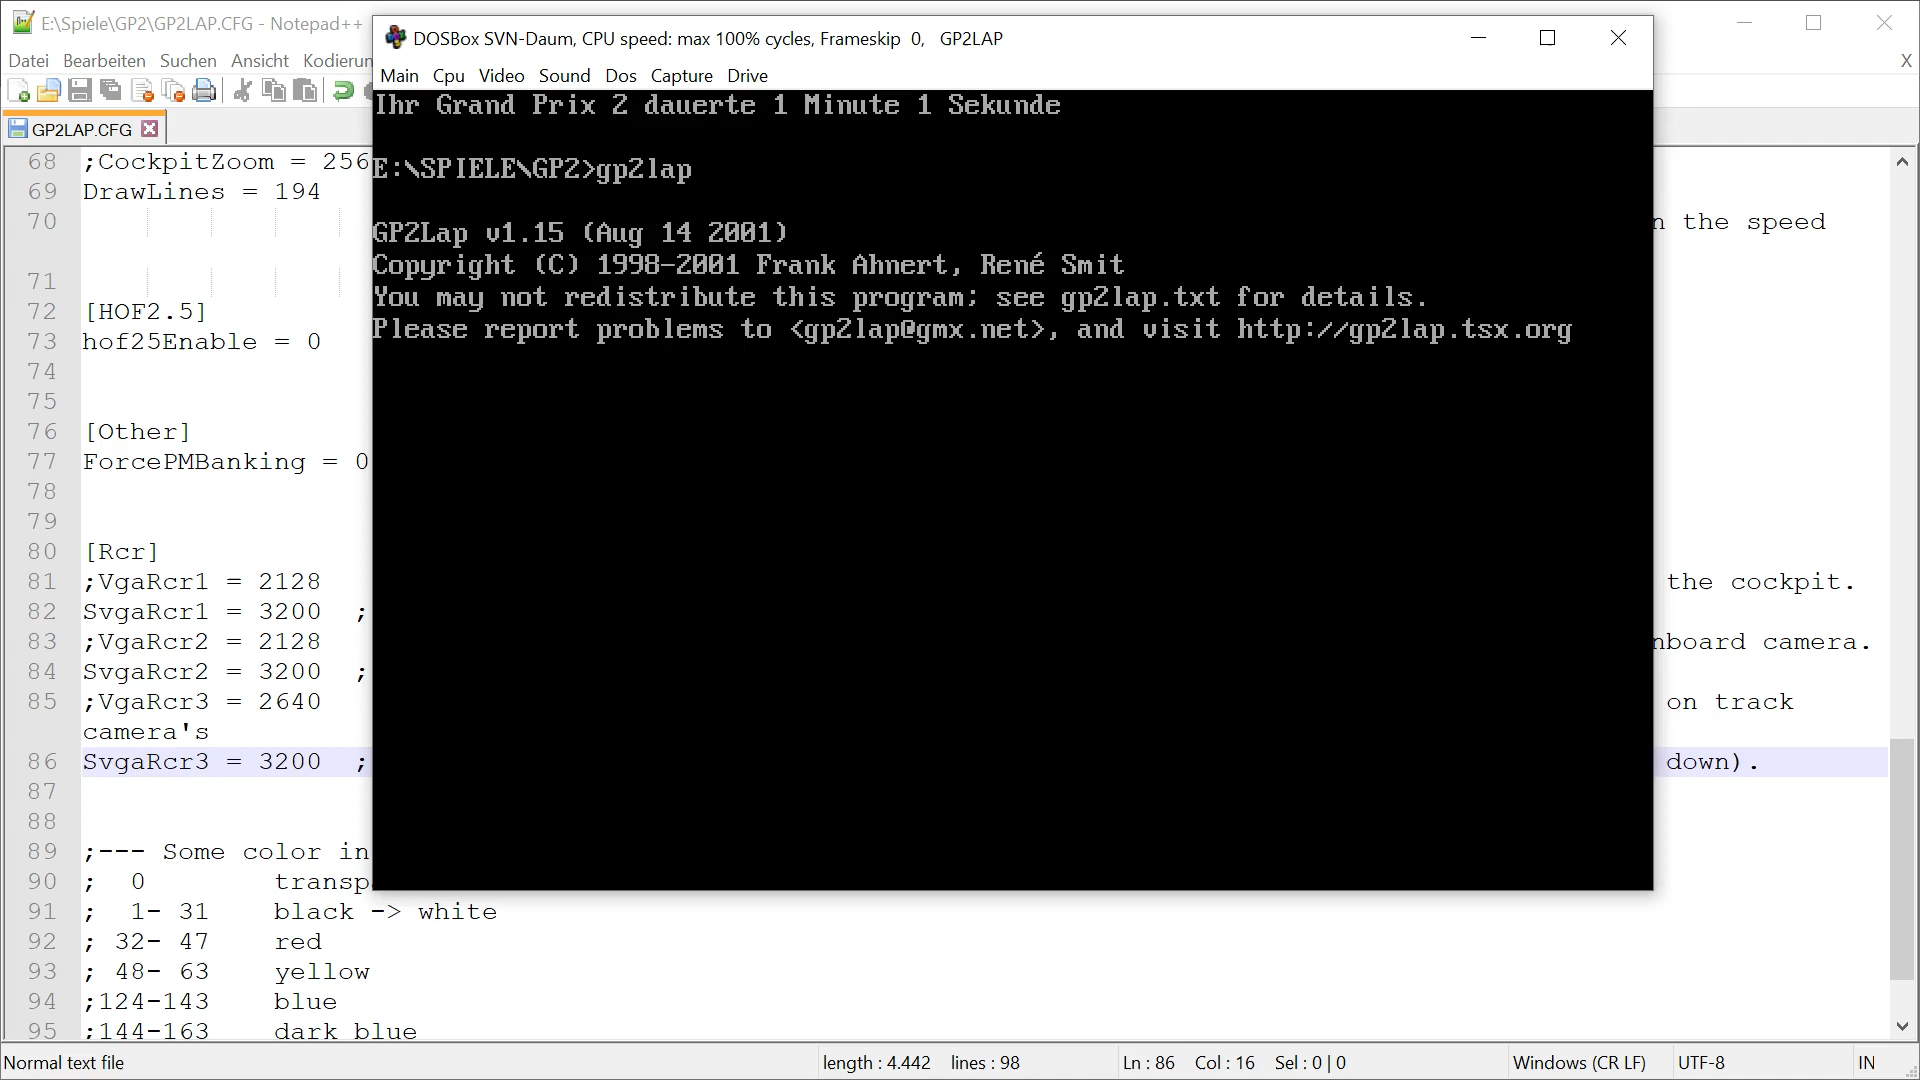 E:\Spiele\GP2\GP2LAP.CFG - Notepad++
Datei Bearbeiten Suchen Ansicht Kodierun
X
GP2LAP.CFG
DOSBox SVN-Daum, CPU speed: max 100% cycles, Frameskip 0, GP2LAP
Main Cpu Video Sound Dos Capture Drive
Ihr Grand Prix 2 dauerte 1 Minute 1 Sekunde
E:\SPIELE\GP2>gp2lap
GP2Lap v1.15 (Aug 14 2001)
Copyright (C) 1998-2001 Frank Ahnert, René Smit
You may not redistribute this program; see gp2lap.txt for details.
Please report problems to <gp2lap@gmx.net>, and visit http://gp2lap.tsx.org
68 ;CockpitZoom = 256
69 DrawLines = 194
70 n the speed
71
72 [HOF2.5]
73 hof25Enable = 0
74
75
76 [Other]
77 ForcePMBanking = 0
78
79
80 [Rcr]
81 ;VgaRcr1 = 2128 the cockpit.
82 SvgaRcr1 = 3200 ;
83 ;VgaRcr2 = 2128 nboard camera.
84 SvgaRcr2 = 3200 ;
85 ;VgaRcr3 = 2640 on track
camera's
86 SvgaRcr3 = 3200 ; down).
87
88
89 ;--- Some color in
90 ; 0 transp
91 ; 1- 31 black -> white
92 ; 32- 47 red
93 ; 48- 63 yellow
94 ;124-143 blue
95 ;144-163 dark blue
Normal text file length : 4.442 lines : 98 Ln : 86 Col : 16 Sel : 0 | 0 Windows (CR LF) UTF-8 IN